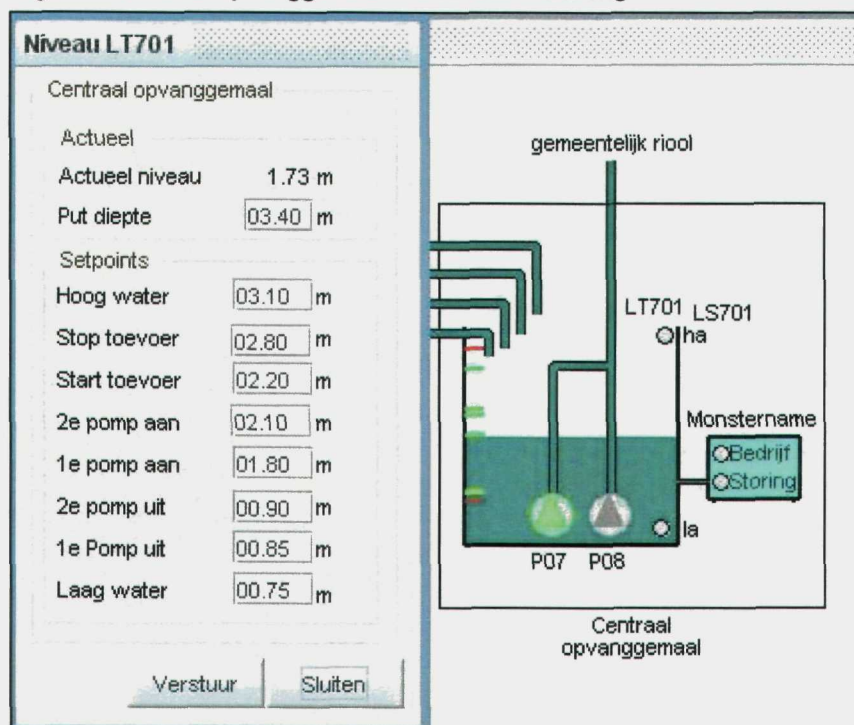 Niveau LT701
Centraal opvanggemaal
Actueel
Actueel niveau 1.73 m
Put diepte 03.40 m
Setpoints
Hoog water 03.10 m
Stop toevoer 02.80 m
Start toevoer 02.20 m
2e pomp aan 02.10 m
1e pomp aan 01.80 m
2e pomp uit 00.90 m
1e Pomp uit 00.85 m
Laag water 00.75 m
Verstuur Sluiten
gemeentelijk riool
LT701 LS701
ha
Monstername
Bedrijf
Storing
la
P07 P08
Centraal
opvanggemaal